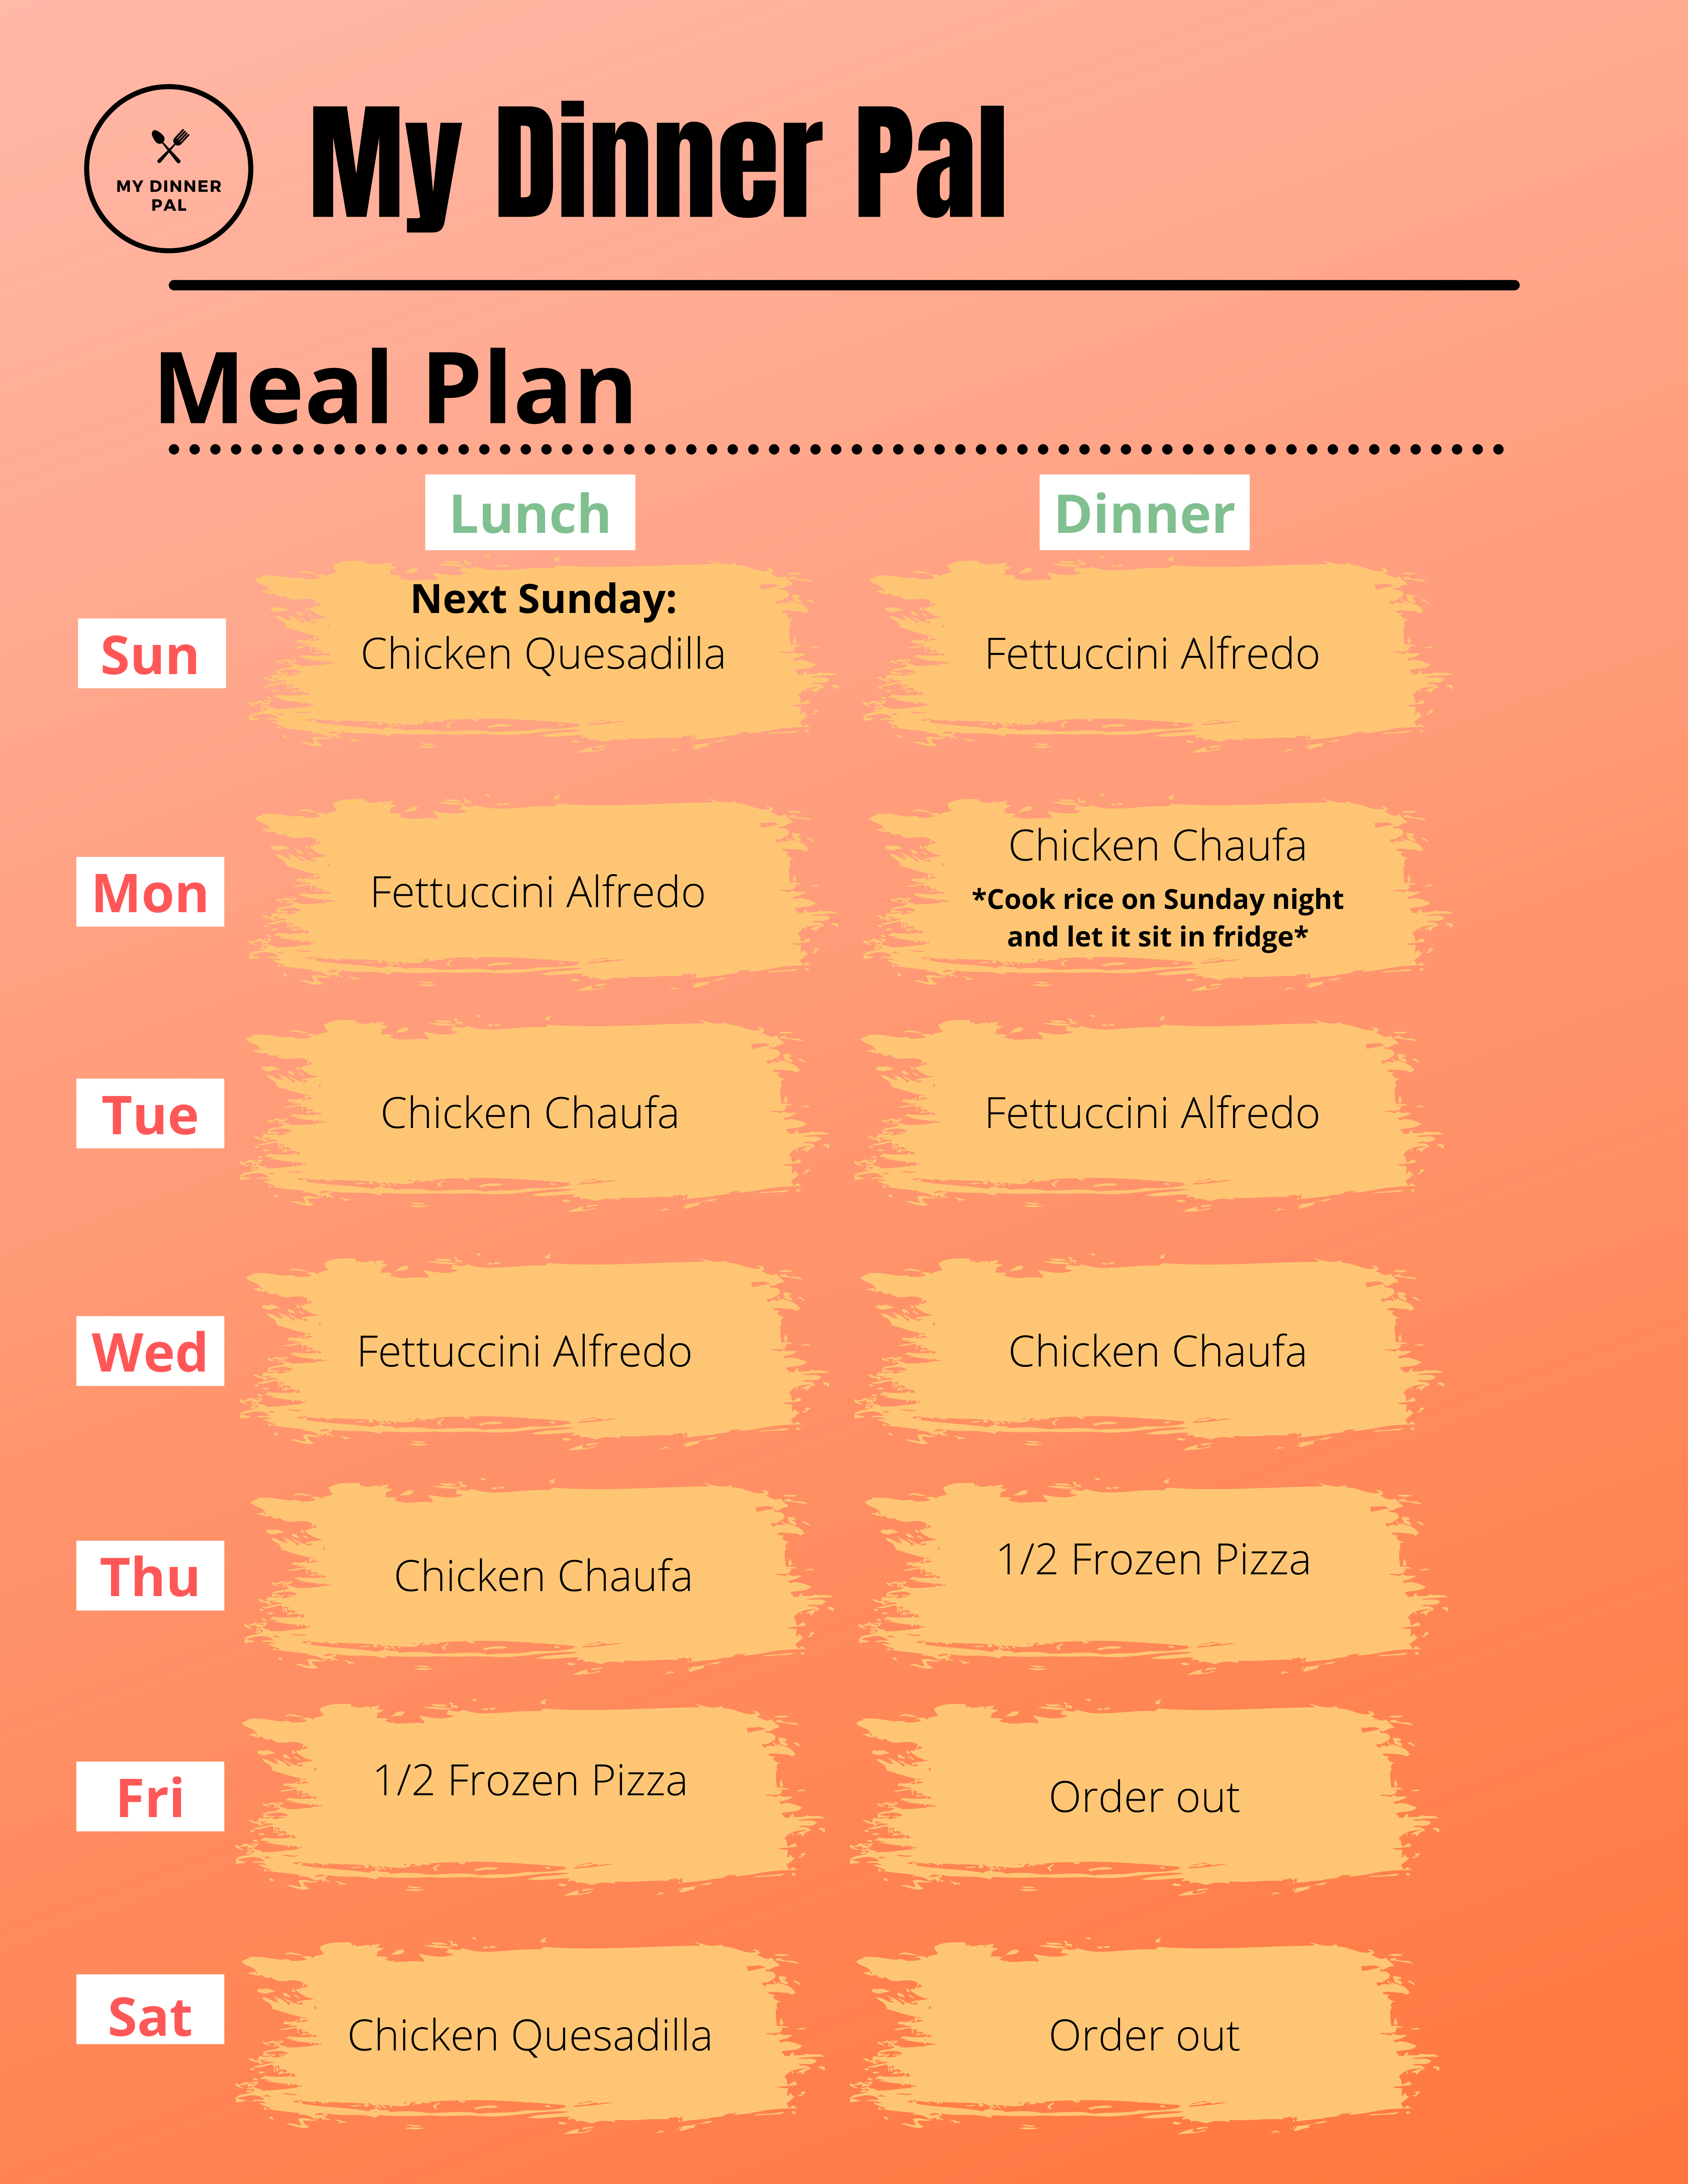 MY DINNER
PAL
My Dinner Pal
Meal Plan
Lunch
Dinner
Sun
Next Sunday:
Chicken Quesadilla
Fettuccini Alfredo
Mon
Fettuccini Alfredo
Chicken Chaufa
*Cook rice on Sunday night
and let it sit in fridge*
Tue
Chicken Chaufa
Fettuccini Alfredo
Wed
Fettuccini Alfredo
Chicken Chaufa
Thu
Chicken Chaufa
1/2 Frozen Pizza
Fri
1/2 Frozen Pizza
Order out
Sat
Chicken Quesadilla
Order out